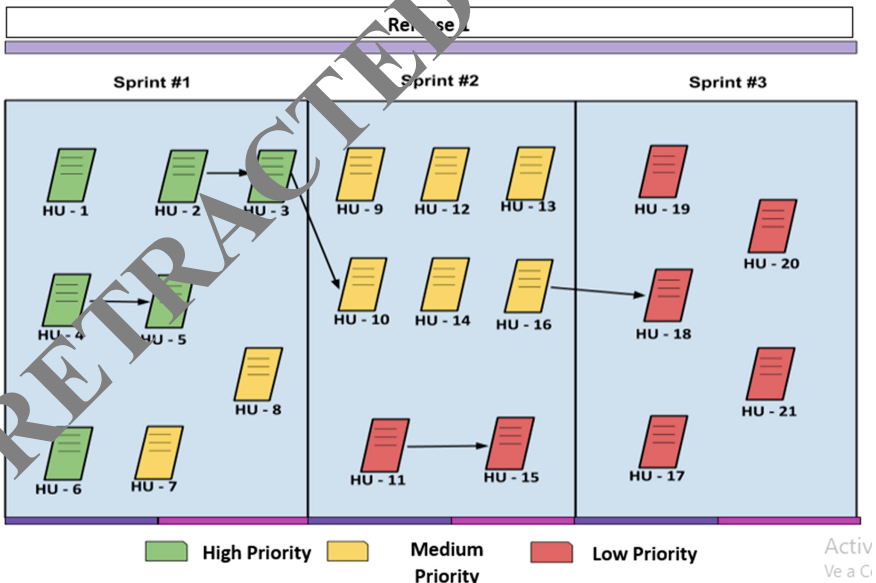 Release 1
Sprint #1 Sprint #2 Sprint #3
HU - 1 HU - 2 HU - 3 HU - 9 HU - 12 HU - 13 HU - 19
HU - 20
HU - 4 HU - 5 HU - 10 HU - 14 HU - 16 HU - 18
HU - 8 HU - 21
HU - 6 HU - 7 HU - 11 HU - 15 HU - 17
RETRACTED
High Priority Medium Low Priority
Priority
Activ
Ve a Co